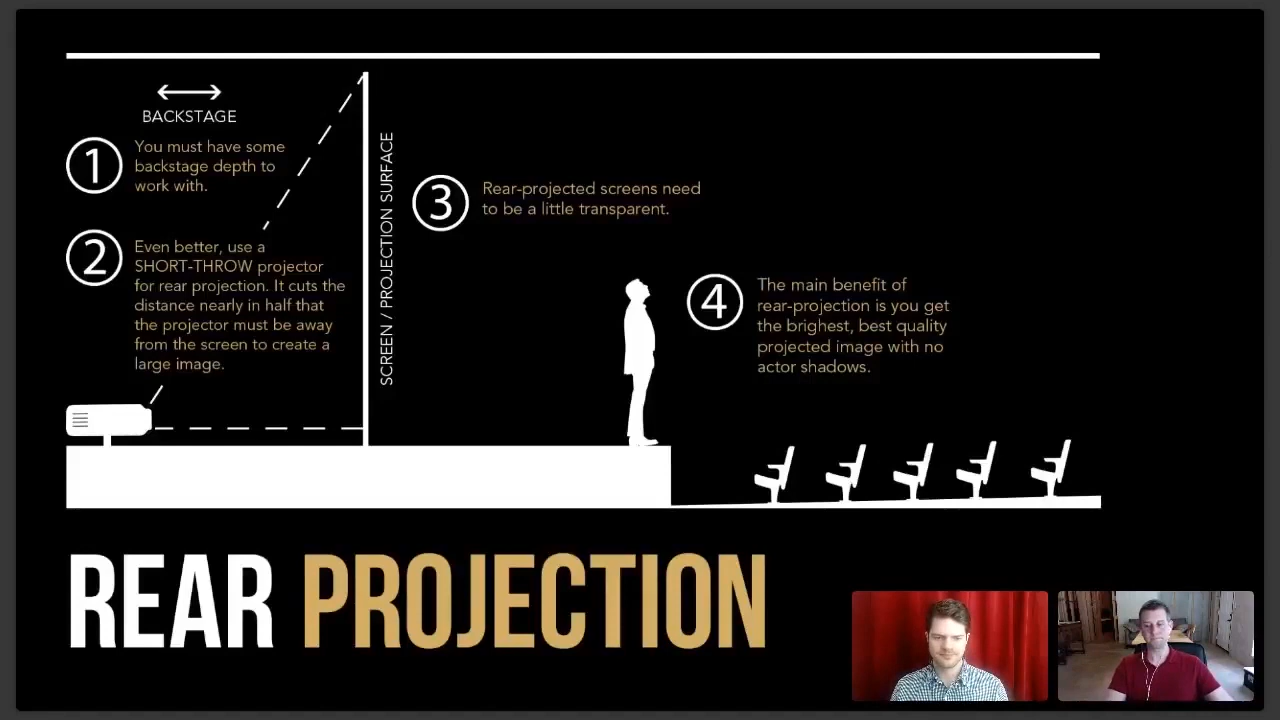 BACKSTAGE
1
You must have some
backstage depth to
work with.
2
Even better, use a
SHORT-THROW projector
for rear projection. It cuts the
distance nearly in half that
the projector must be away
from the screen to create a
large image.
SCREEN / PROJECTION SURFACE
3
Rear-projected screens need
to be a little transparent.
4
The main benefit of
rear-projection is you get
the brighest, best quality
projected image with no
actor shadows.
REAR PROJECTION